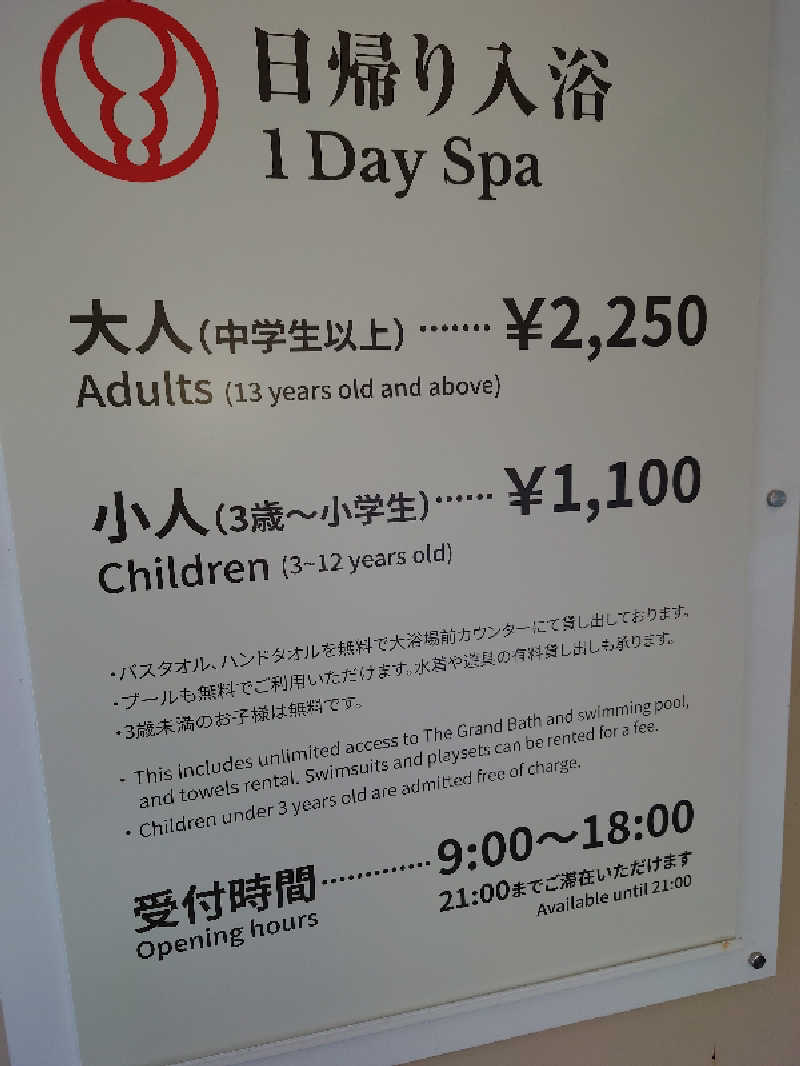 日帰り入浴
1 Day Spa
大人(中学生以上)·······¥2,250
Adults (13 years old and above)
小人(3歳～小学生)······¥1,100
Children (3~12 years old)
・バスタオル、ハンドタオルを無料で大浴場前カウンターにて貸し出しております。
・プールも無料でご利用いただけます。水着や遊具の有料貸し出しも承ります。
・3歳未満のお子様は無料です。
・This includes unlimited access to The Grand Bath and swimming pool,
and towels rental. Swimsuits and playsets can be rented for a fee.
・Children under 3 years old are admitted free of charge.
受付時間·············9:00～18:00
Opening hours
21:00までご滞在いただけます
Available until 21:00